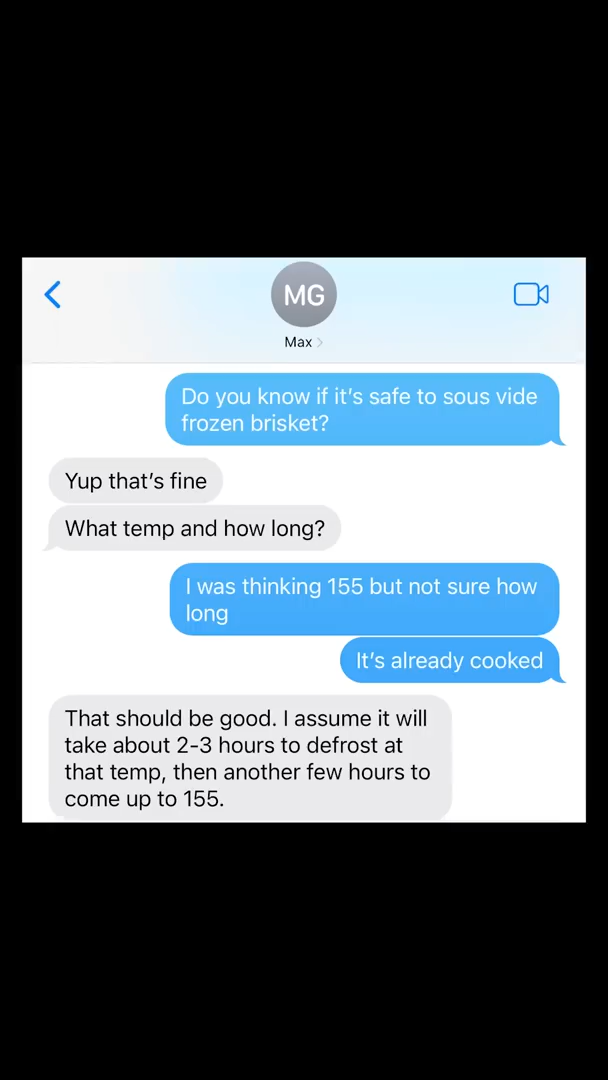 MG
Max
Do you know if it’s safe to sous vide
frozen brisket?
Yup that’s fine
What temp and how long?
I was thinking 155 but not sure how
long
It’s already cooked
That should be good. I assume it will
take about 2-3 hours to defrost at
that temp, then another few hours to
come up to 155.